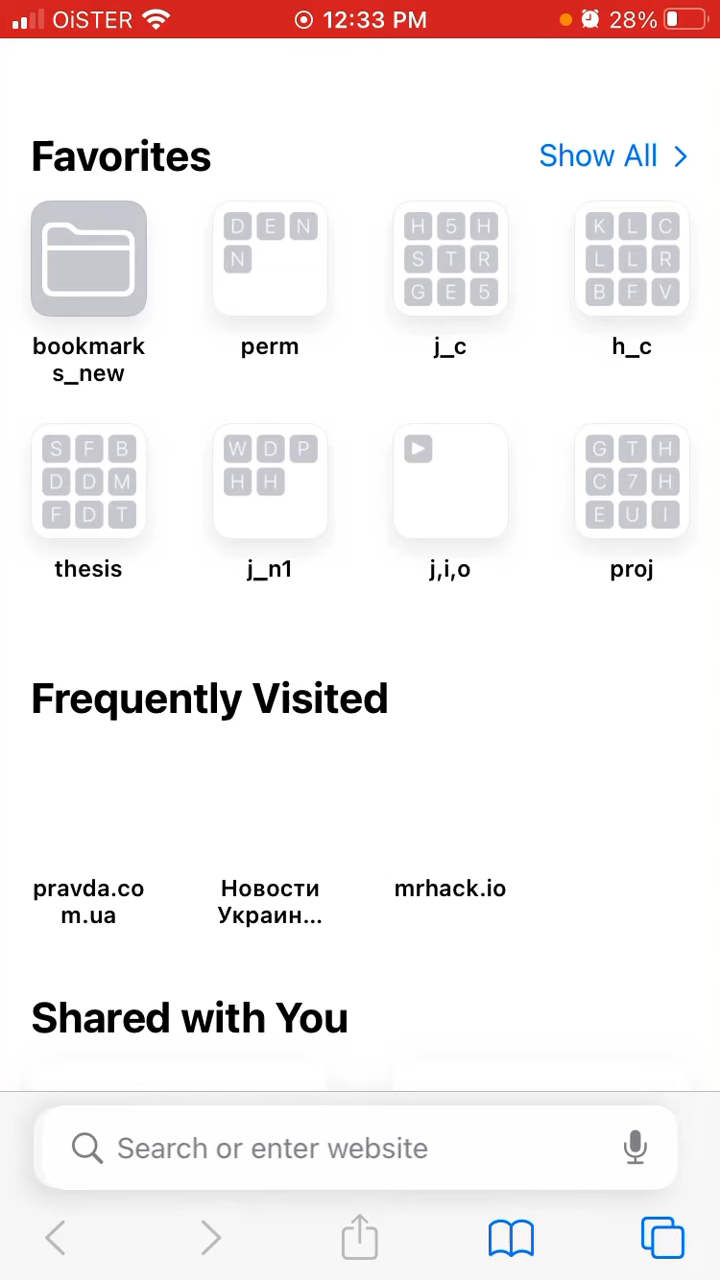 OiSTER 12:33 PM 28%
Favorites Show All
D E N H 5 H K L C
N S T R L L R
G E 5 B F V
bookmark perm j_c h_c
s_new
S F B W D P G T H
D D M H H C 7 H
F D T E U I
thesis j_n1 j,i,o proj
Frequently Visited
pravda.co Новости mrhack.io
m.ua Украин...
Shared with You
Search or enter website